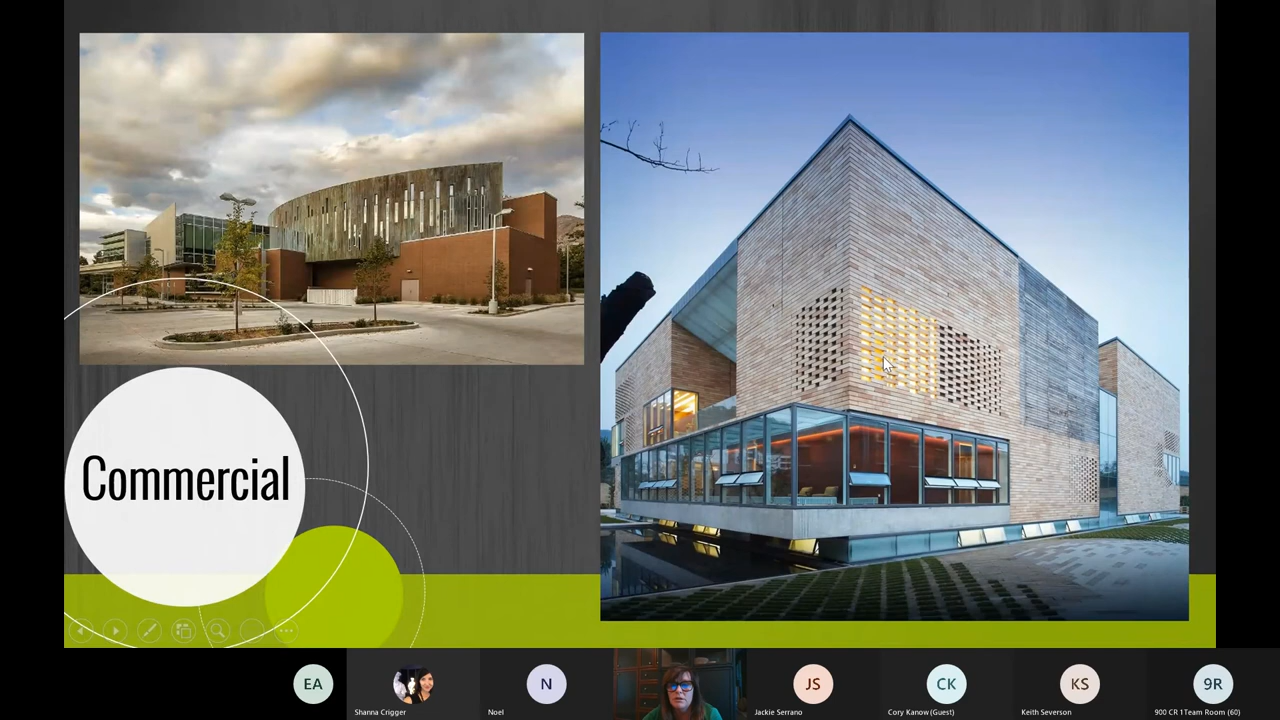 Commercial
EA
Shanna Crigger
N
Noel
JS
Jackie Serrano
CK
Cory Kanow (Guest)
KS
Keith Severson
9R
900 CR 1Team Room (60)